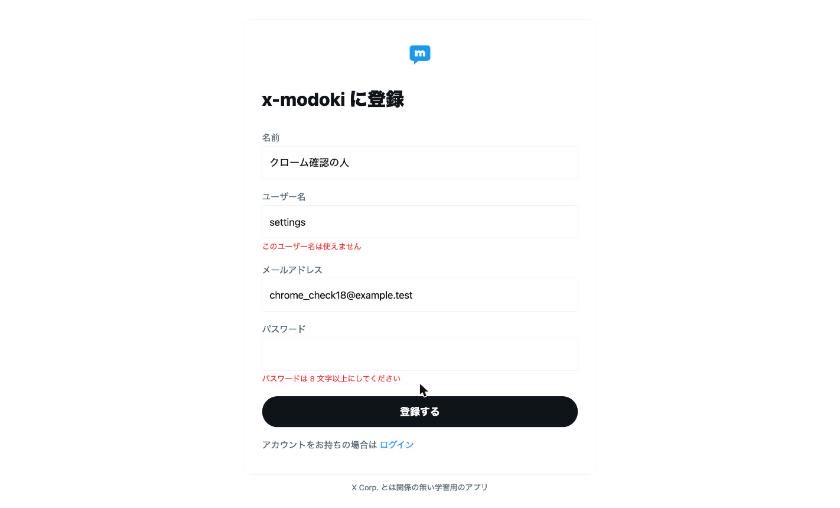 m
x-modoki に登録
名前
クローム確認の人
ユーザー名
settings
このユーザー名は使えません
メールアドレス
chrome_check18@example.test
パスワード
パスワードは 8 文字以上にしてください
登録する
アカウントをお持ちの場合は ログイン
X Corp. とは関係の無い学習用のアプリ